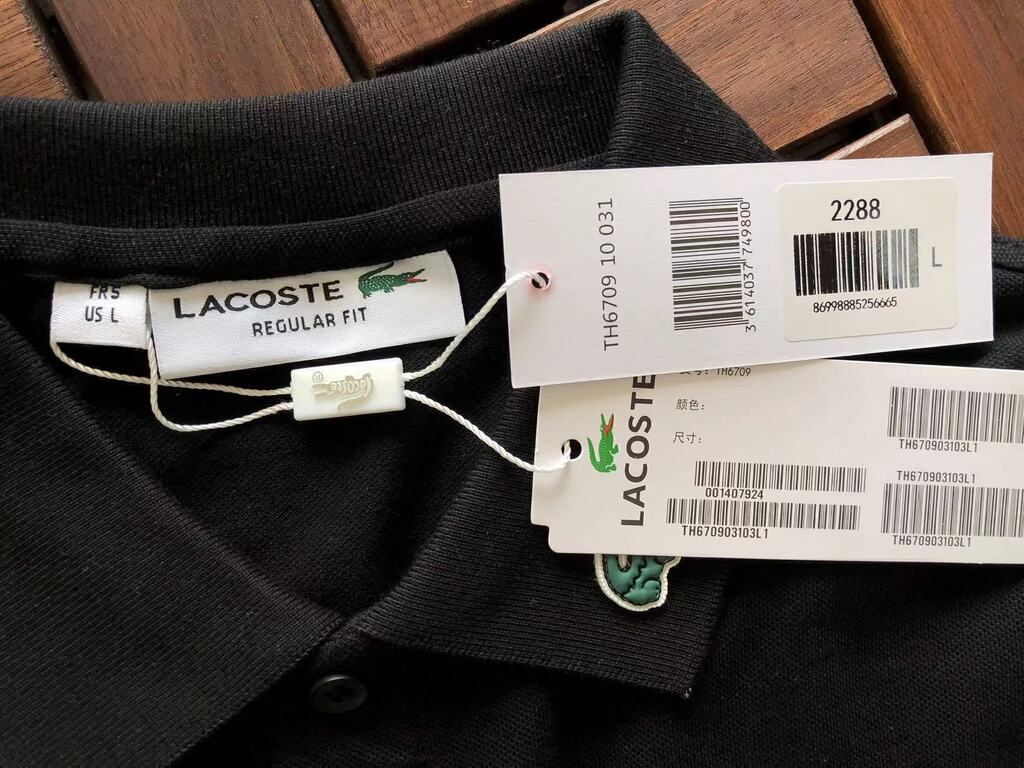 FR5
US L
LACOSTE
REGULAR FIT
Lacoste
®
TH6709 10 031
3 614037 749800
2288
L
86998885256665
LACOSTE
TH6709
颜色:
尺寸:
001407924
TH670903103L1
TH670903103L1
TH670903103L1
TH670903103L1